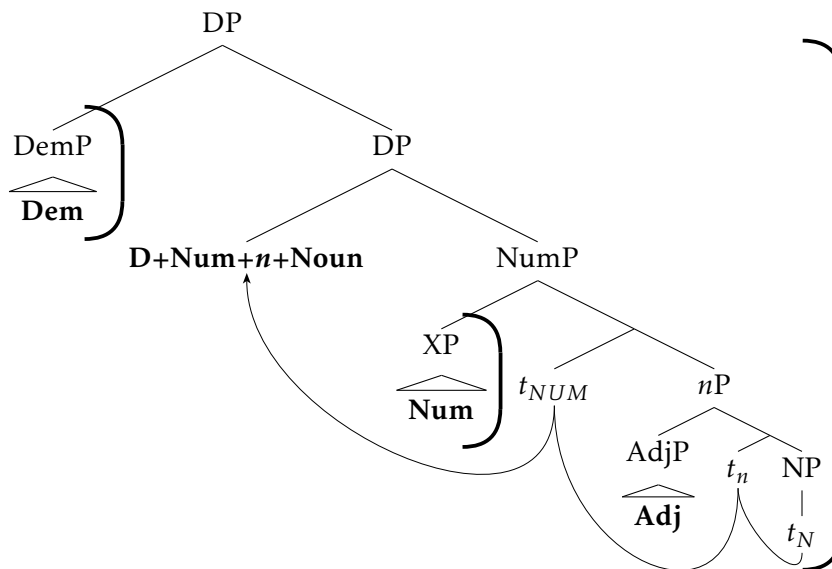 DP
DemP DP
Dem
D+Num+n+Noun NumP
XP
Num
t_NUM nP
AdjP t_n NP
Adj
t_N